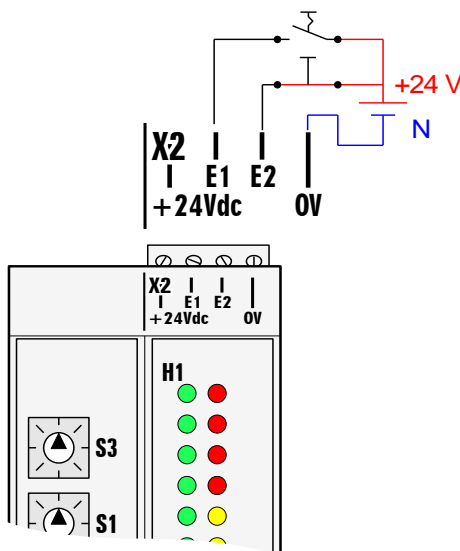 +24 V
N
X2
E1 E2
+24Vdc 0V
X2
E1 E2
+24Vdc 0V
H1
S3
S1